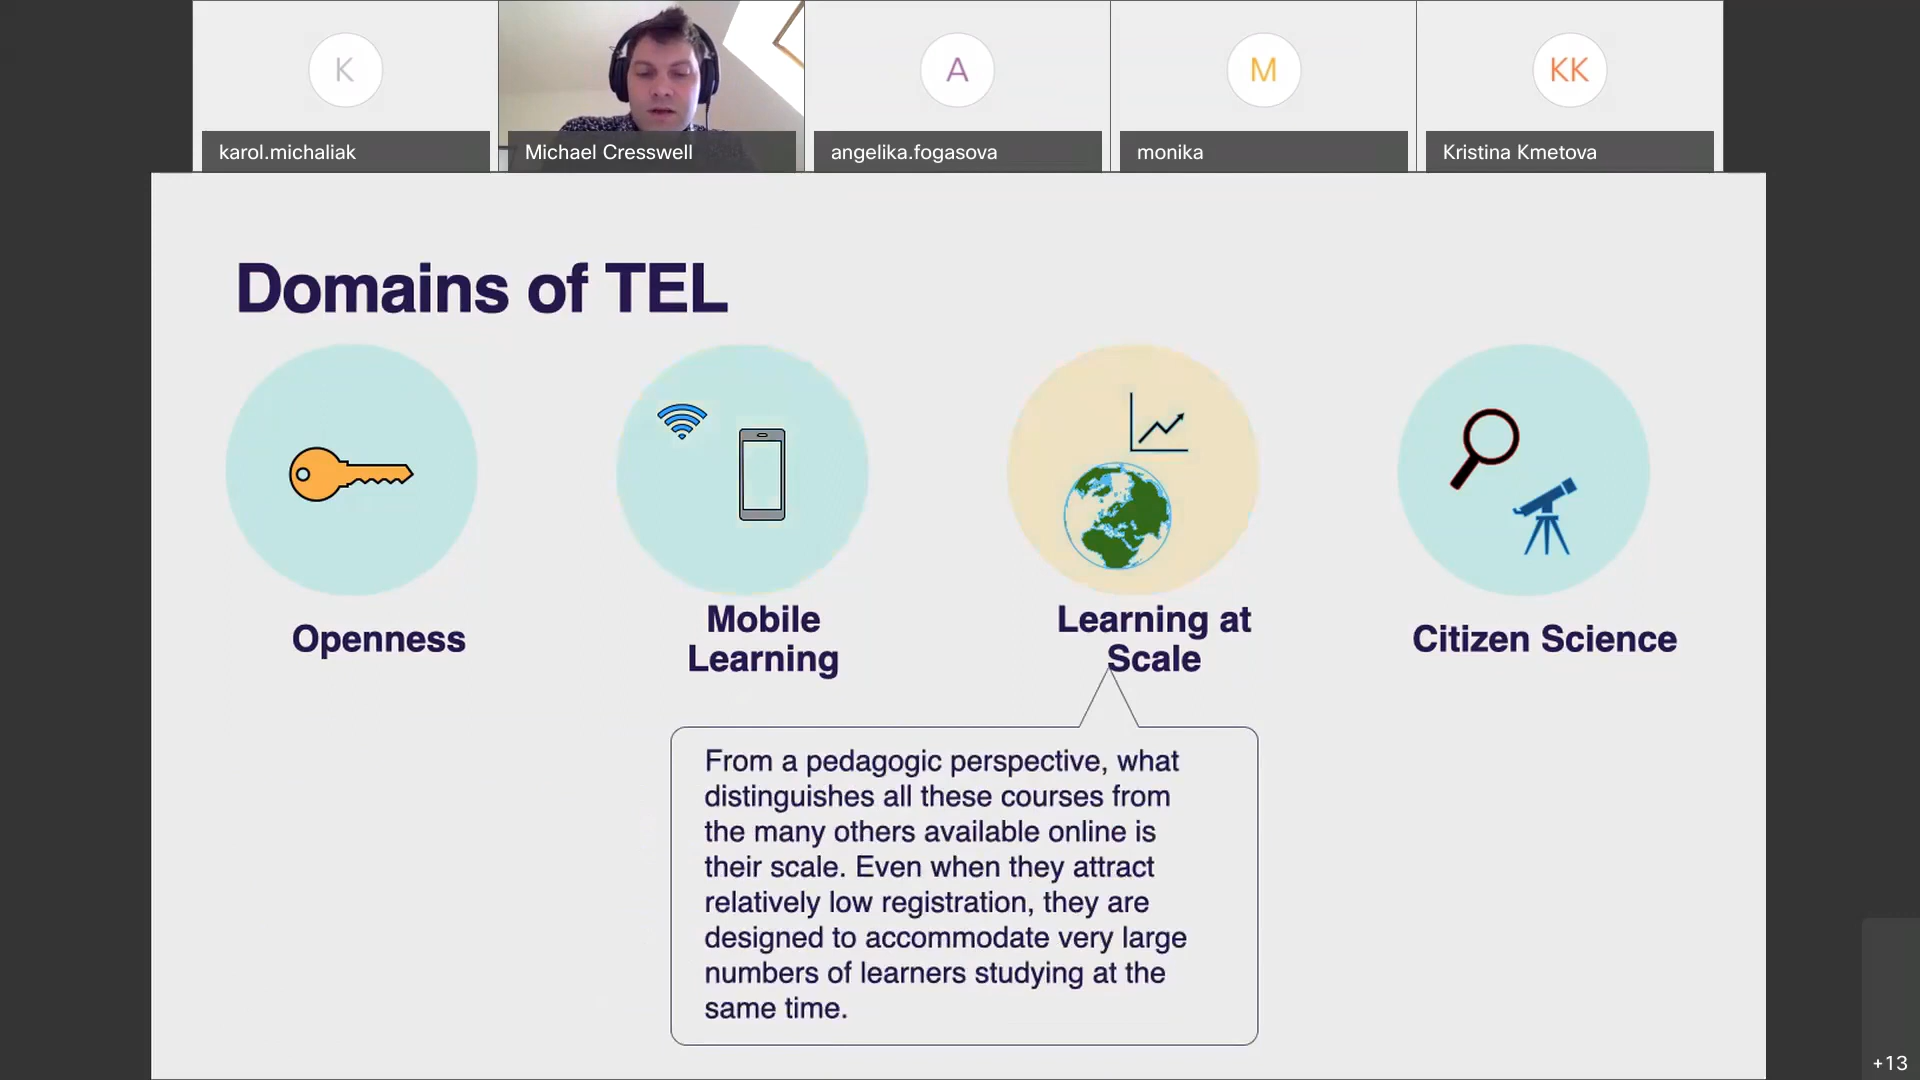 K
A
M
KK
karol.michaliak
Michael Cresswell
angelika.fogasova
monika
Kristina Kmetova
Domains of TEL
Openness
Mobile
Learning
Learning at
Scale
Citizen Science
From a pedagogic perspective, what
distinguishes all these courses from
the many others available online is
their scale. Even when they attract
relatively low registration, they are
designed to accommodate very large
numbers of learners studying at the
same time.
+13